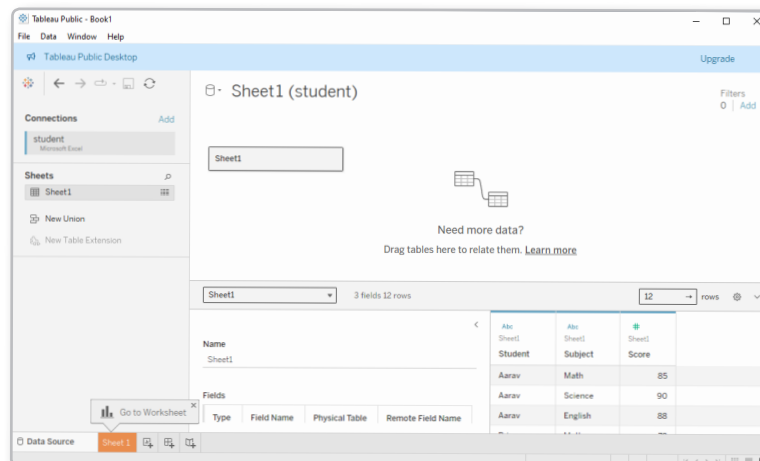 Tableau Public - Book1
File Data Window Help
Tableau Public Desktop
Upgrade
Connections Add
student
Microsoft Excel
Sheets
Sheet1
New Union
New Table Extension
Sheet1 (student)
Filters
0 Add
Sheet1
Need more data?
Drag tables here to relate them. Learn more
Sheet1 3 fields 12 rows 12 rows
Name
Sheet1
Fields
Type Field Name Physical Table Remote Field Name
Abc Abc #
Sheet1 Sheet1 Sheet1
Student Subject Score
Aarav Math 85
Aarav Science 90
Aarav English 88
Go to Worksheet
Data Source Sheet 1